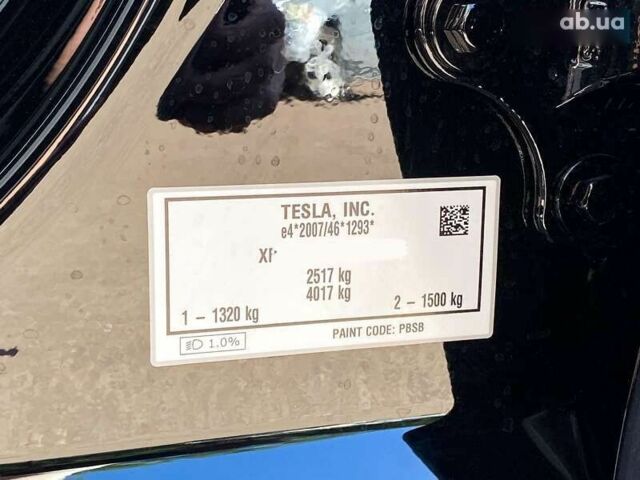 ab.ua
TESLA, INC.
e4*2007/46*1293*
2517 kg
4017 kg
1 – 1320 kg 2 – 1500 kg
PAINT CODE: PBSB
1.0%